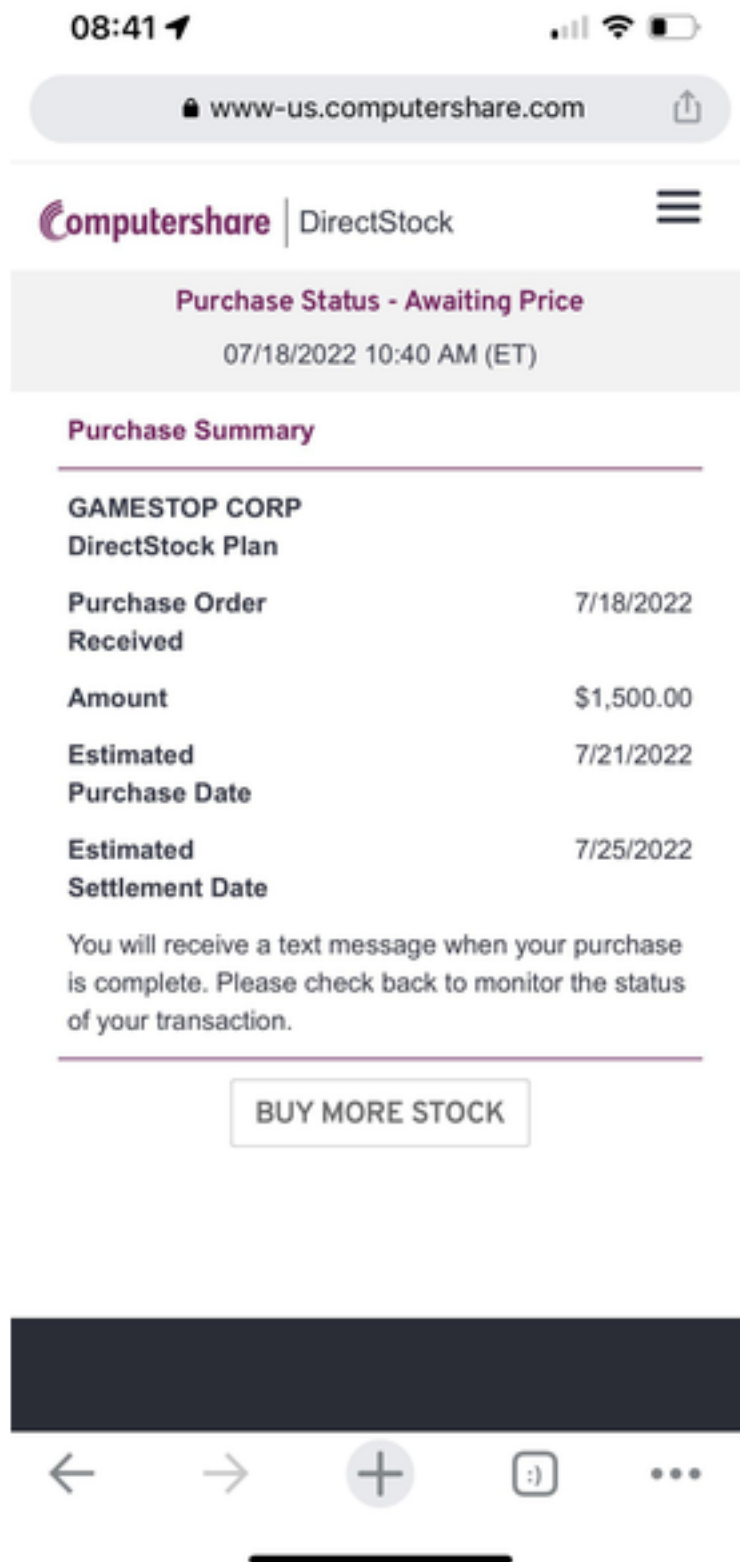 08:41
www-us.computershare.com
Computershare DirectStock
Purchase Status - Awaiting Price
07/18/2022 10:40 AM (ET)
Purchase Summary
GAMESTOP CORP
DirectStock Plan
Purchase Order 7/18/2022
Received
Amount $1,500.00
Estimated 7/21/2022
Purchase Date
Estimated 7/25/2022
Settlement Date
You will receive a text message when your purchase
is complete. Please check back to monitor the status
of your transaction.
BUY MORE STOCK
:)